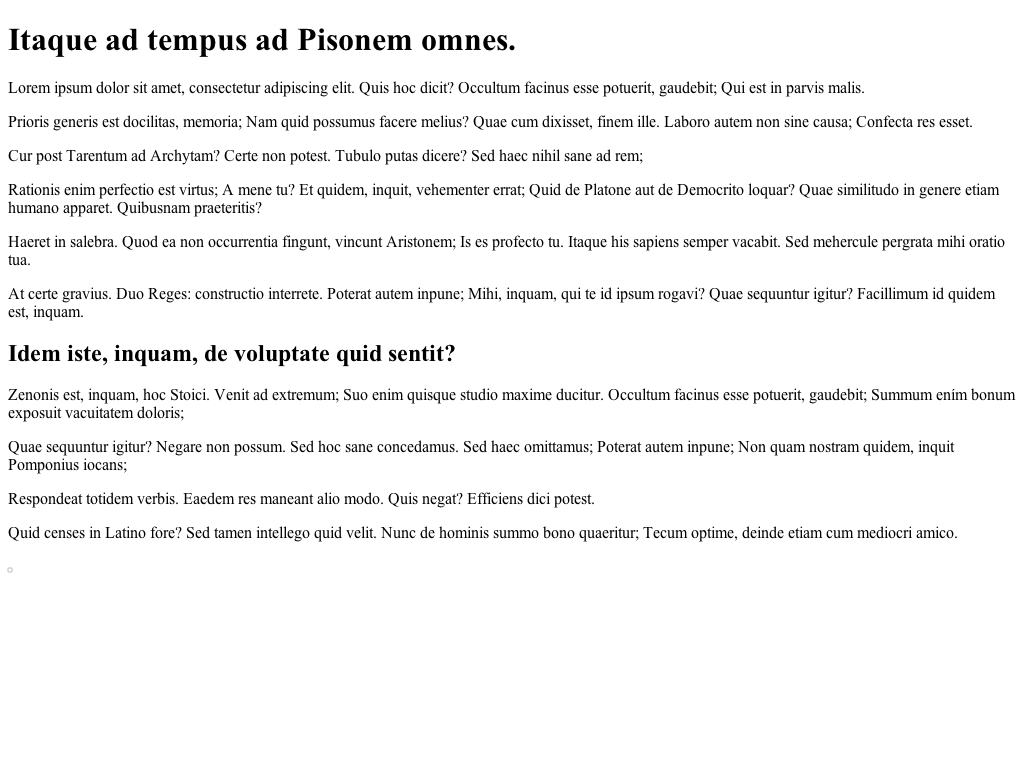 Itaque ad tempus ad Pisonem omnes.
Lorem ipsum dolor sit amet, consectetur adipiscing elit. Quis hoc dicit? Occultum facinus esse potuerit, gaudebit; Qui est in parvis malis.
Prioris generis est docilitas, memoria; Nam quid possumus facere melius? Quae cum dixisset, finem ille. Laboro autem non sine causa; Confecta res esset.
Cur post Tarentum ad Archytam? Certe non potest. Tubulo putas dicere? Sed haec nihil sane ad rem;
Rationis enim perfectio est virtus; A mene tu? Et quidem, inquit, vehementer errat; Quid de Platone aut de Democrito loquar? Quae similitudo in genere etiam
humano apparet. Quibusnam praeteritis?
Haeret in salebra. Quod ea non occurrentia fingunt, vincunt Aristonem; Is es profecto tu. Itaque his sapiens semper vacabit. Sed mehercule pergrata mihi oratio
tua.
At certe gravius. Duo Reges: constructio interrete. Poterat autem inpune; Mihi, inquam, qui te id ipsum rogavi? Quae sequuntur igitur? Facillimum id quidem
est, inquam.
Idem iste, inquam, de voluptate quid sentit?
Zenonis est, inquam, hoc Stoici. Venit ad extremum; Suo enim quisque studio maxime ducitur. Occultum facinus esse potuerit, gaudebit; Summum ením bonum
exposuit vacuitatem doloris;
Quae sequuntur igitur? Negare non possum. Sed hoc sane concedamus. Sed haec omittamus; Poterat autem inpune; Non quam nostram quidem, inquit
Pomponius iocans;
Respondeat totidem verbis. Eaedem res maneant alio modo. Quis negat? Efficiens dici potest.
Quid censes in Latino fore? Sed tamen intellego quid velit. Nunc de hominis summo bono quaeritur; Tecum optime, deinde etiam cum mediocri amico.